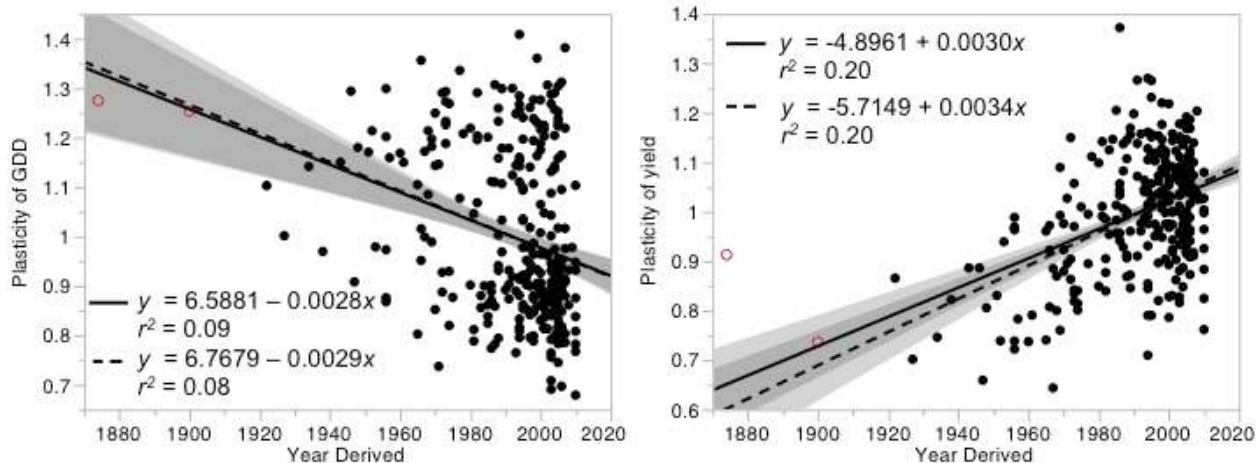 Plasticity of GDD
1.4
1.3
1.2
1.1
1
0.9
0.8
0.7
y = 6.5881 – 0.0028x
r² = 0.09
y = 6.7679 – 0.0029x
r² = 0.08
1880 1900 1920 1940 1960 1980 2000 2020
Year Derived
Plasticity of yield
1.4
1.3
1.2
1.1
1
0.9
0.8
0.7
0.6
y = -4.8961 + 0.0030x
r² = 0.20
y = -5.7149 + 0.0034x
r² = 0.20
1880 1900 1920 1940 1960 1980 2000 2020
Year Derived